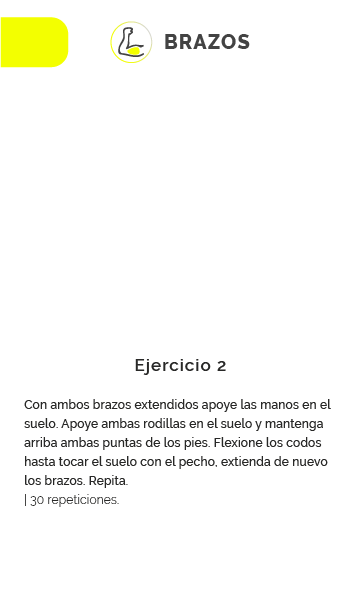 BRAZOS
Ejercicio 2
Con ambos brazos extendidos apoye las manos en el
suelo. Apoye ambas rodillas en el suelo y mantenga
arriba ambas puntas de los pies. Flexione los codos
hasta tocar el suelo con el pecho, extienda de nuevo
los brazos. Repita.
| 30 repeticiones.